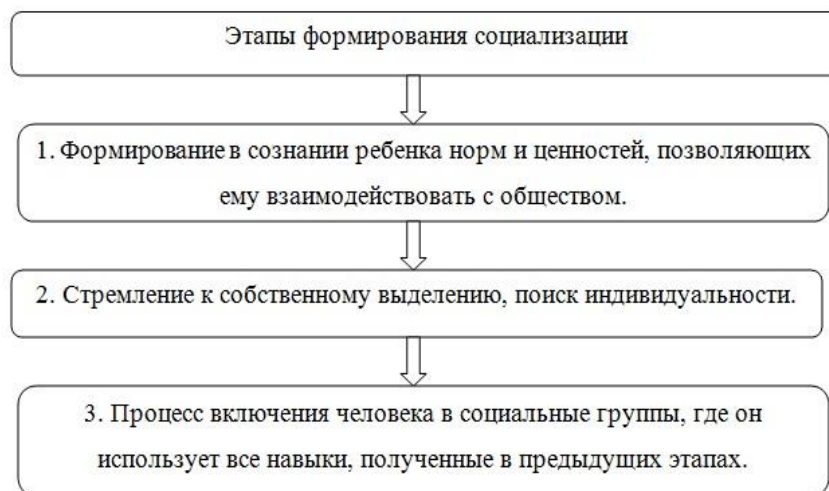 Этапы формирования социализации
1. Формирование в сознании ребенка норм и ценностей, позволяющих
ему взаимодействовать с обществом.
2. Стремление к собственному выделению, поиск индивидуальности.
3. Процесс включения человека в социальные группы, где он
использует все навыки, полученные в предыдущих этапах.